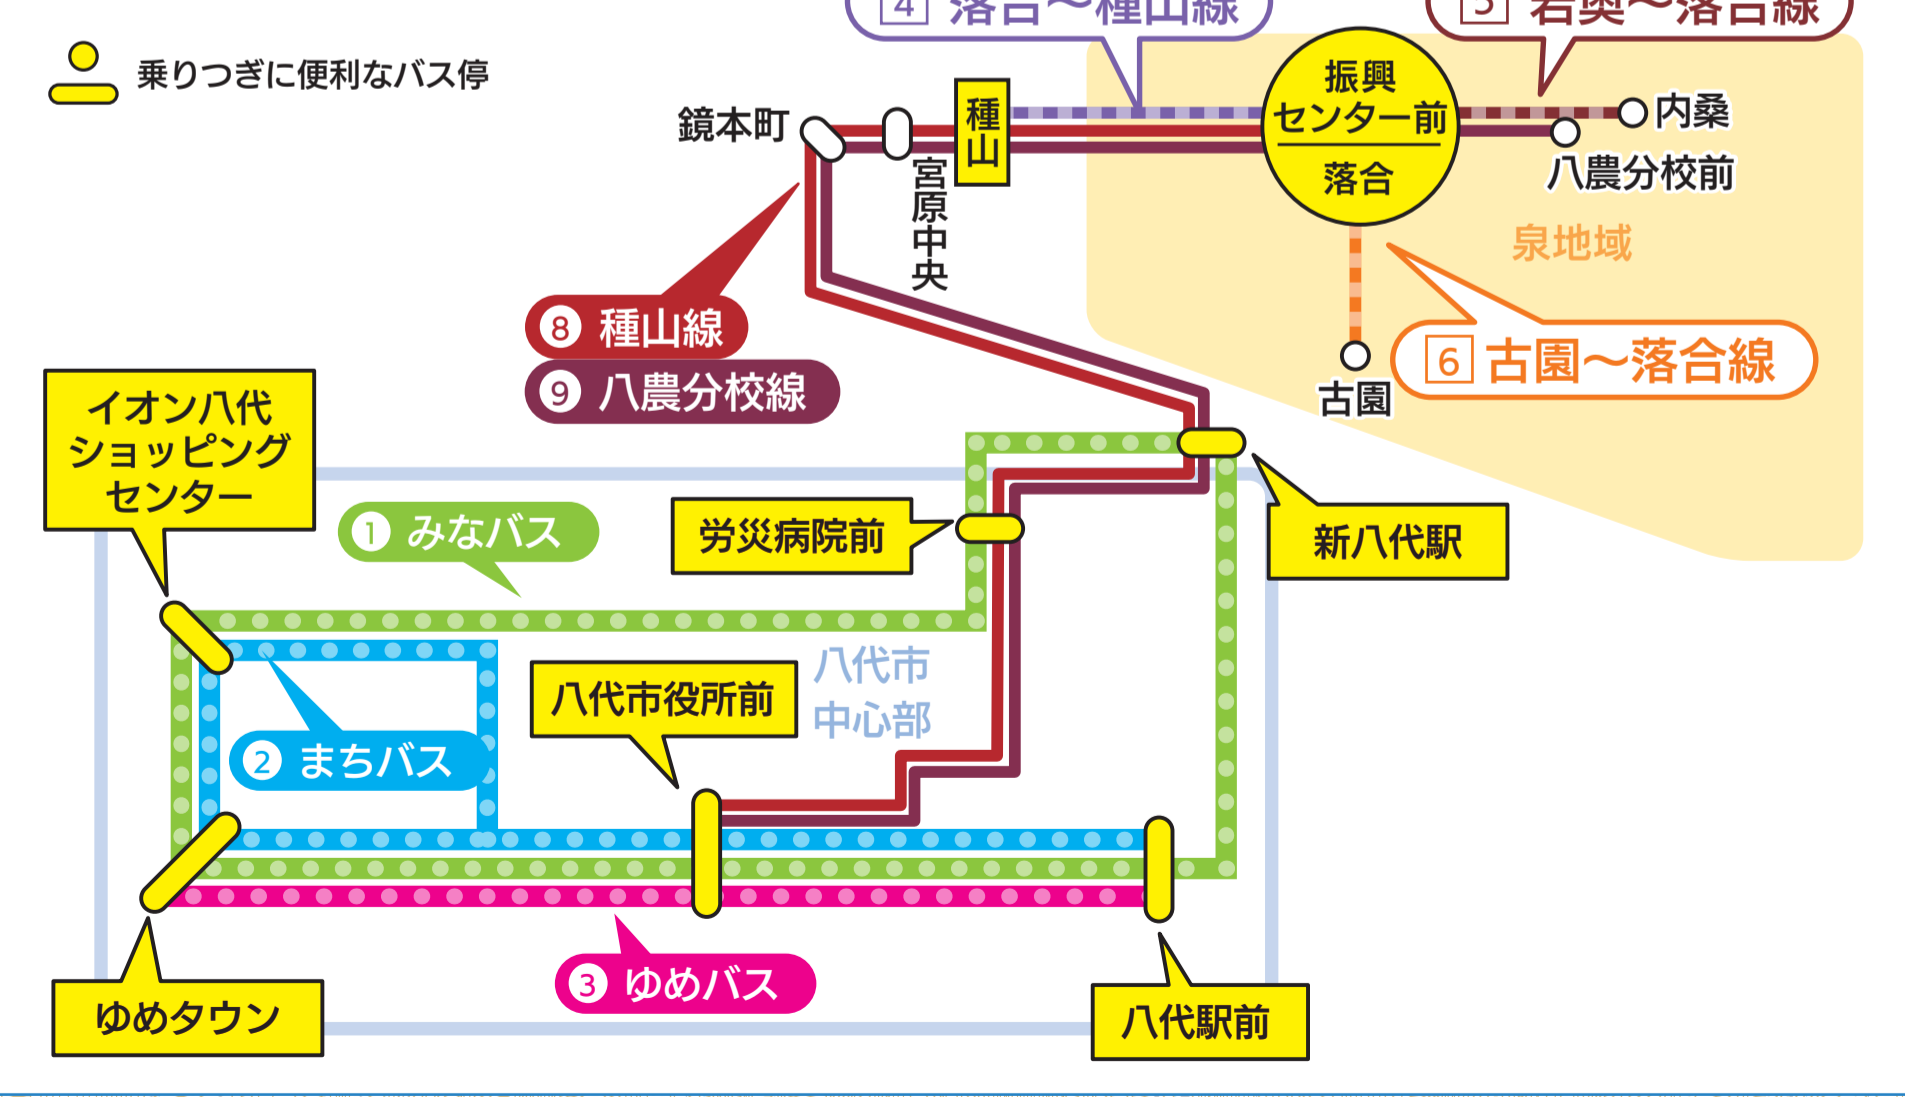 4 落合〜種山線
5 岩奥〜落合線
乗りつぎに便利なバス停
鏡本町
宮原中央
種山
振興
センター前
落合
内桑
八農分校前
泉地域
8 種山線
9 八農分校線
6 古園〜落合線
古園
イオン八代
ショッピング
センター
1 みなバス
労災病院前
新八代駅
八代市
中心部
八代市役所前
2 まちバス
3 ゆめバス
ゆめタウン
八代駅前